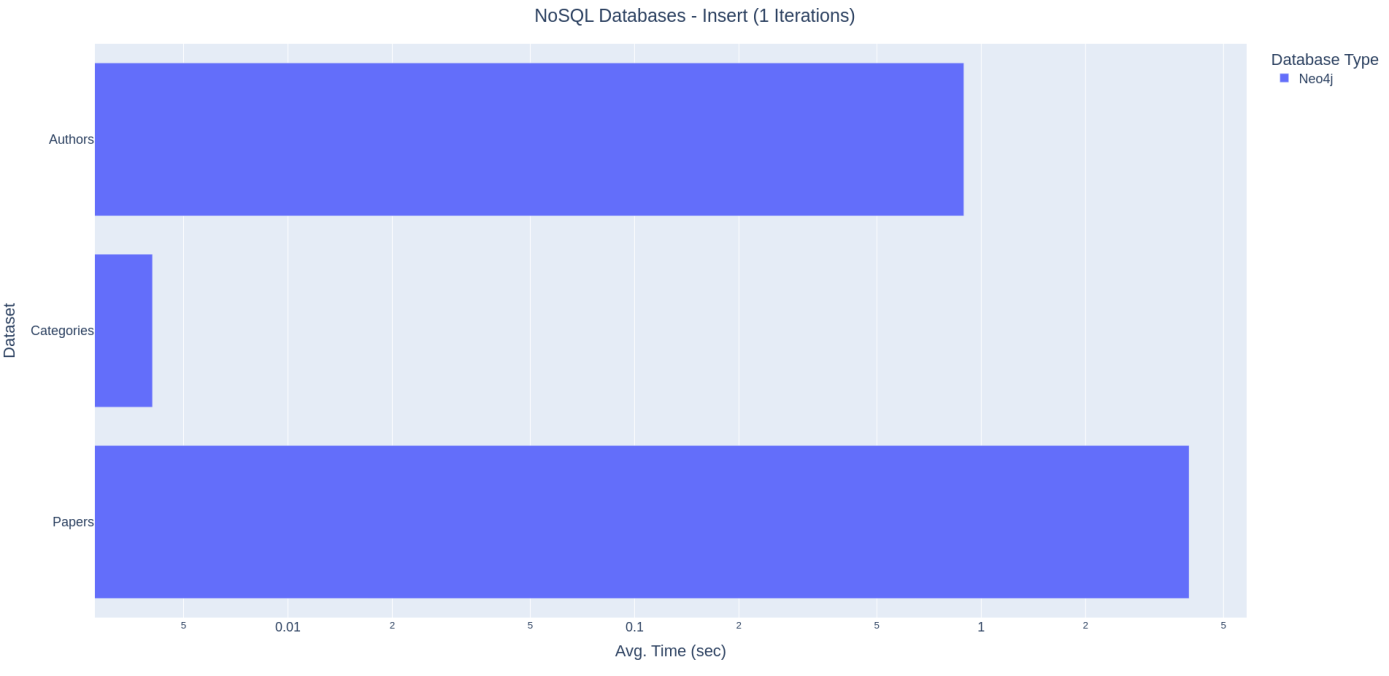 NoSQL Databases - Insert (1 Iterations)
Database Type
Neo4j
Authors
Categories
Papers
Dataset
5 0.01 2 5 0.1 2 5 1 2 5
Avg. Time (sec)